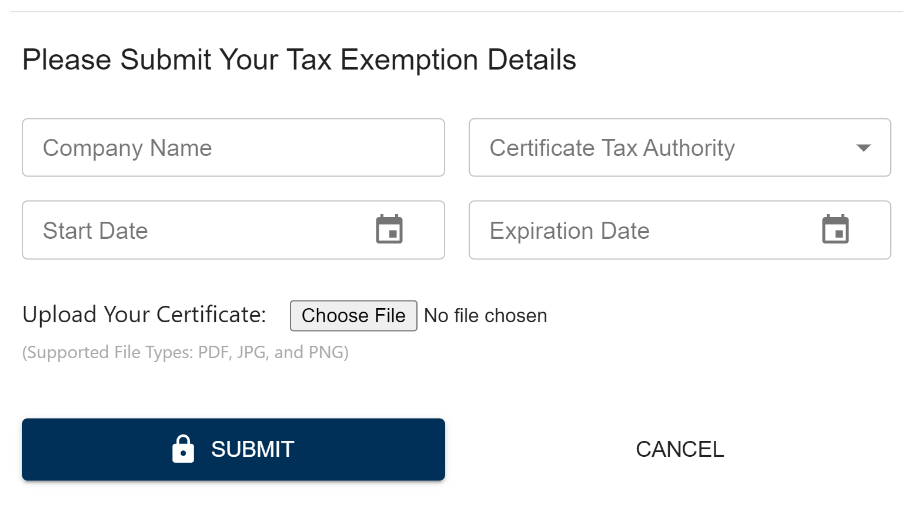 Please Submit Your Tax Exemption Details
Company Name
Certificate Tax Authority
Start Date
Expiration Date
Upload Your Certificate: Choose File No file chosen
(Supported File Types: PDF, JPG, and PNG)
SUBMIT
CANCEL